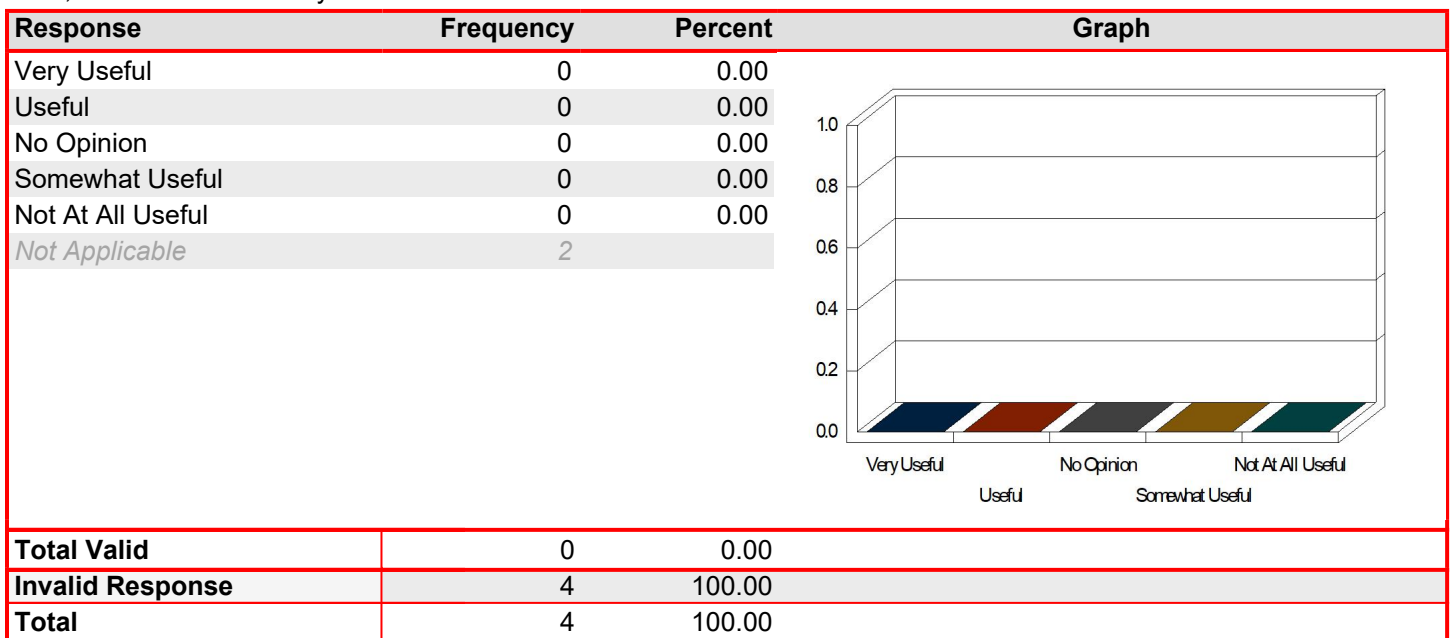 Response Frequency Percent Graph
Very Useful 0 0.00
Useful 0 0.00
No Opinion 0 0.00
Somewhat Useful 0 0.00
Not At All Useful 0 0.00
Not Applicable 2
1.0
0.8
0.6
0.4
0.2
0.0
Very Useful No Opinion Not At All Useful
Useful Somewhat Useful
Total Valid 0 0.00
Invalid Response 4 100.00
Total 4 100.00